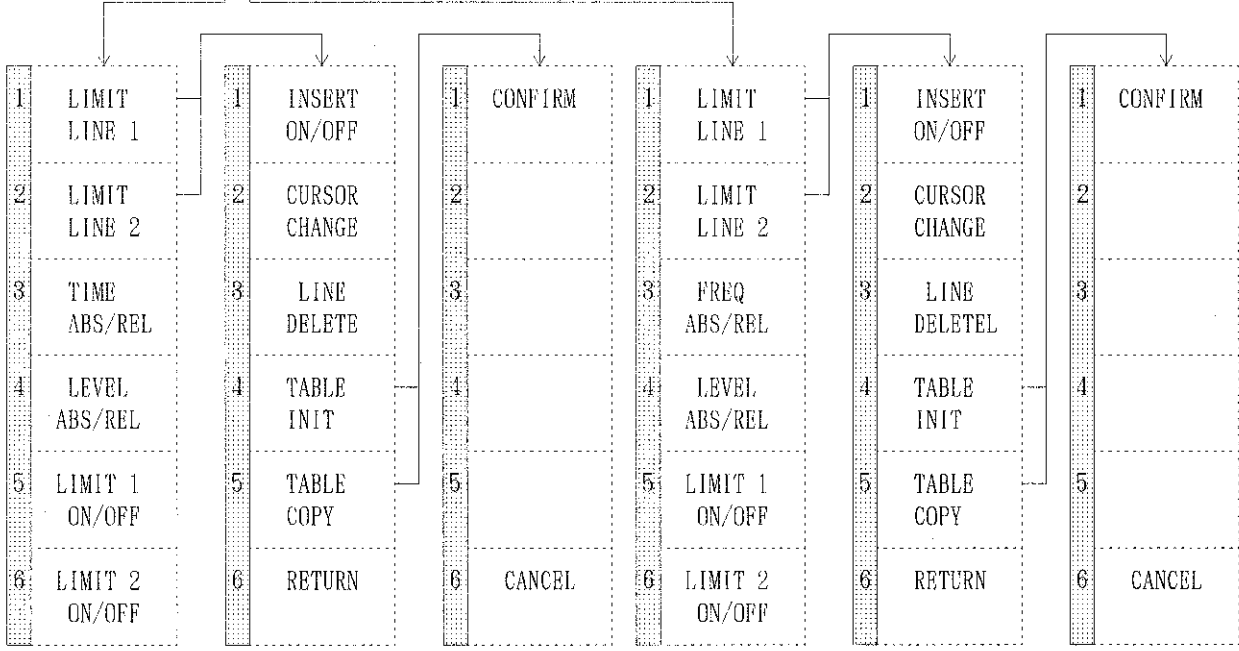 1 LIMIT
LINE 1
2 LIMIT
LINE 2
3 TIME
ABS/REL
4 LEVEL
ABS/REL
5 LIMIT 1
ON/OFF
6 LIMIT 2
ON/OFF
1 INSERT
ON/OFF
2 CURSOR
CHANGE
3 LINE
DELETE
4 TABLE
INIT
5 TABLE
COPY
6 RETURN
1 CONFIRM
2
3
4
5
6 CANCEL
1 LIMIT
LINE 1
2 LIMIT
LINE 2
3 FREQ
ABS/REL
4 LEVEL
ABS/REL
5 LIMIT 1
ON/OFF
6 LIMIT 2
ON/OFF
1 INSERT
ON/OFF
2 CURSOR
CHANGE
3 LINE
DELETEL
4 TABLE
INIT
5 TABLE
COPY
6 RETURN
1 CONFIRM
2
3
4
5
6 CANCEL